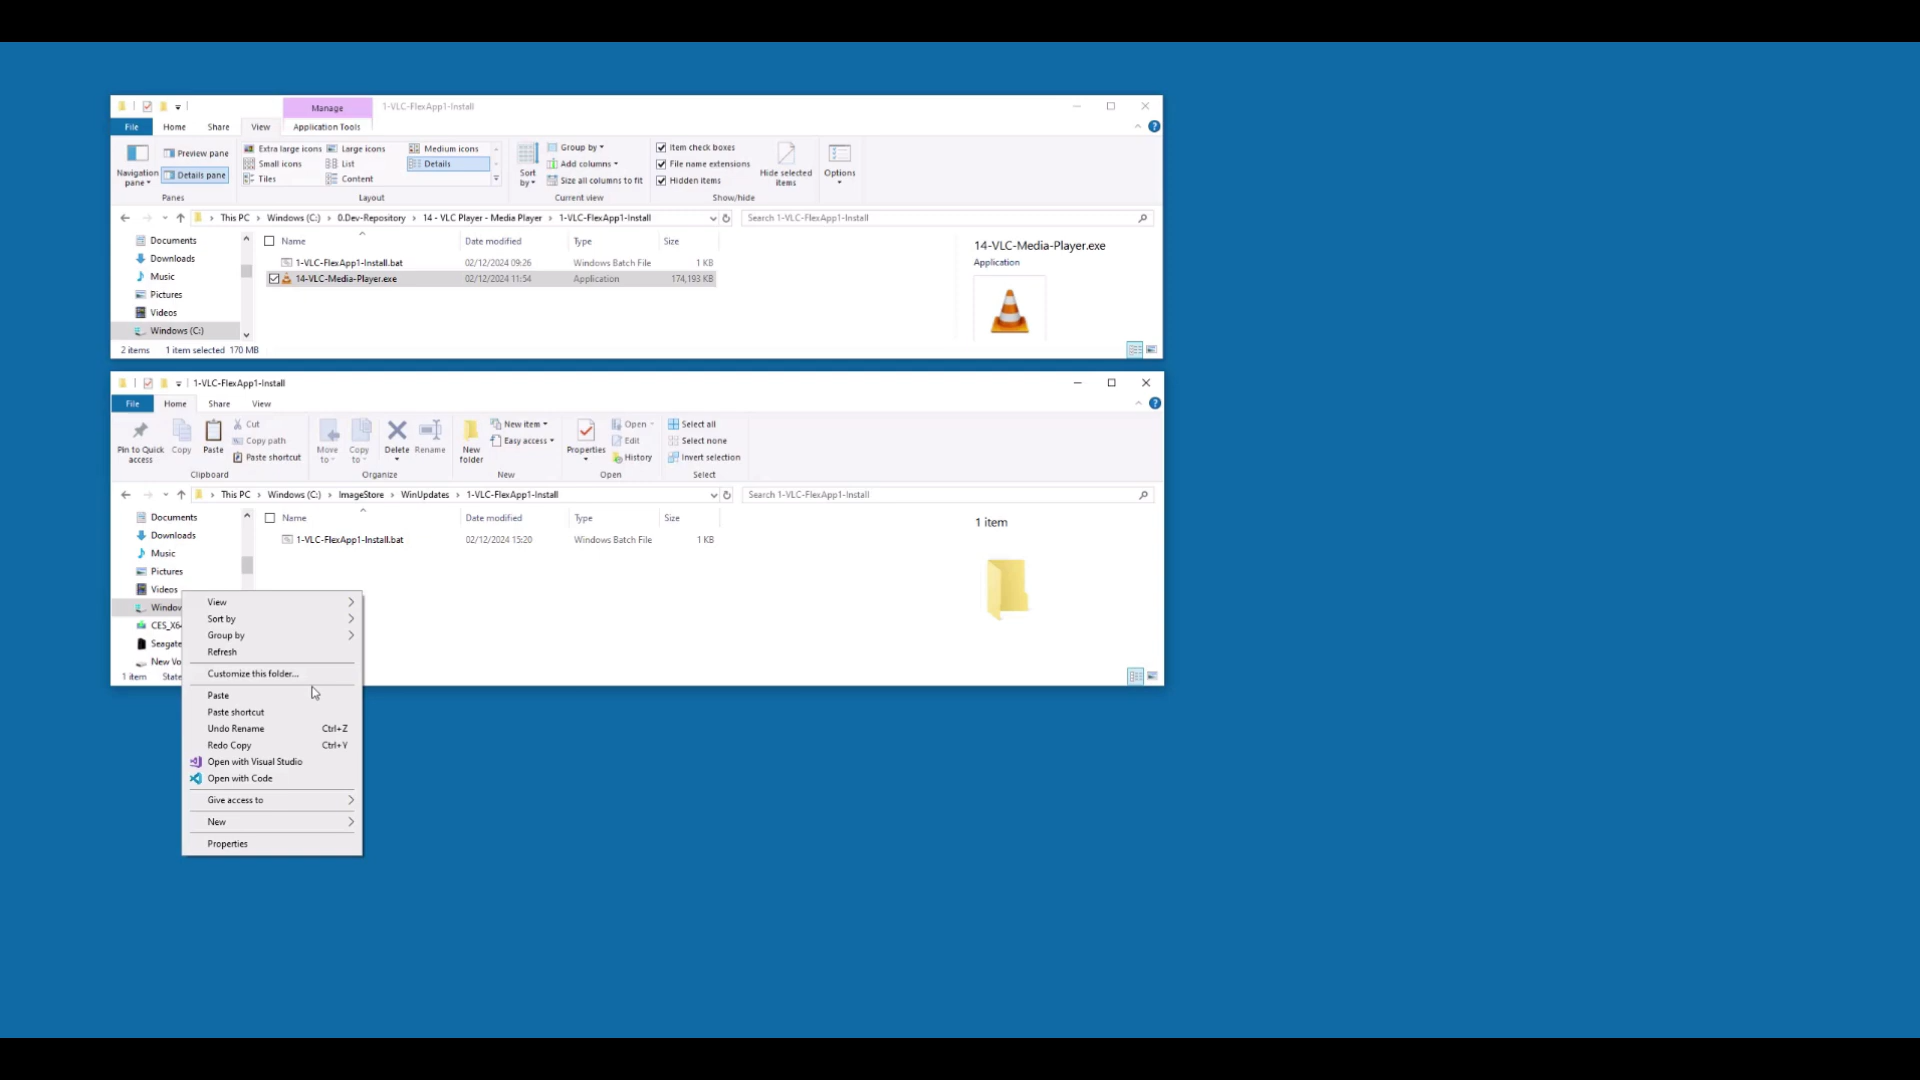 Manage
1-VLC-FlexApp1-Install
File
Home
Share
View
Application Tools
Navigation pane
Preview pane
Details pane
Panes
Extra large icons
Large icons
Medium icons
Small icons
List
Details
Tiles
Content
Layout
Sort by
Group by
Add columns
Size all columns to fit
Current view
Item check boxes
File name extensions
Hidden items
Hide selected items
Show/hide
Options
This PC > Windows (C:) > 0.Dev-Repository > 14 - VLC Player - Media Player > 1-VLC-FlexApp1-Install
Search 1-VLC-FlexApp1-Install
Documents
Downloads
Music
Pictures
Videos
Windows (C:)
Name
Date modified
Type
Size
1-VLC-FlexApp1-Install.bat
02/12/2024 09:26
Windows Batch File
1 KB
14-VLC-Media-Player.exe
02/12/2024 11:54
Application
174,193 KB
14-VLC-Media-Player.exe
Application
2 items
1 item selected 170 MB
1-VLC-FlexApp1-Install
File
Home
Share
View
Pin to Quick access
Copy
Paste
Cut
Copy path
Paste shortcut
Clipboard
Move to
Copy to
Delete
Rename
Organize
New folder
New item
Easy access
New
Properties
Open
Edit
History
Open
Select all
Select none
Invert selection
Select
This PC > Windows (C:) > ImageStore > WinUpdates > 1-VLC-FlexApp1-Install
Search 1-VLC-FlexApp1-Install
Documents
Downloads
Music
Pictures
Videos
Window
CES_X6
Seagate
New Vo
Name
Date modified
Type
Size
1-VLC-FlexApp1-Install.bat
02/12/2024 15:20
Windows Batch File
1 KB
1 item
1 item
State
View
Sort by
Group by
Refresh
Customize this folder...
Paste
Paste shortcut
Undo Rename Ctrl+Z
Redo Copy Ctrl+Y
Open with Visual Studio
Open with Code
Give access to
New
Properties